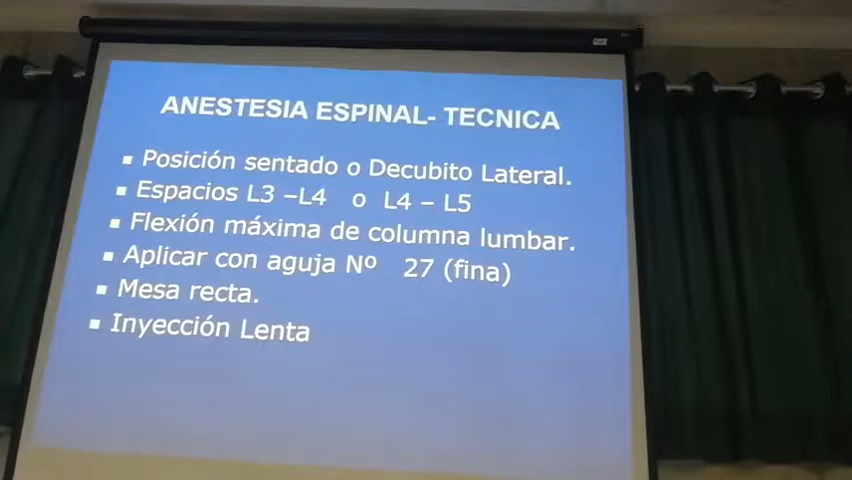 ANESTESIA ESPINAL- TECNICA
▪ Posición sentado o Decubito Lateral.
▪ Espacios L3 –L4 o L4 – L5
▪ Flexión máxima de columna lumbar.
▪ Aplicar con aguja Nº 27 (fina)
▪ Mesa recta.
▪ Inyección Lenta